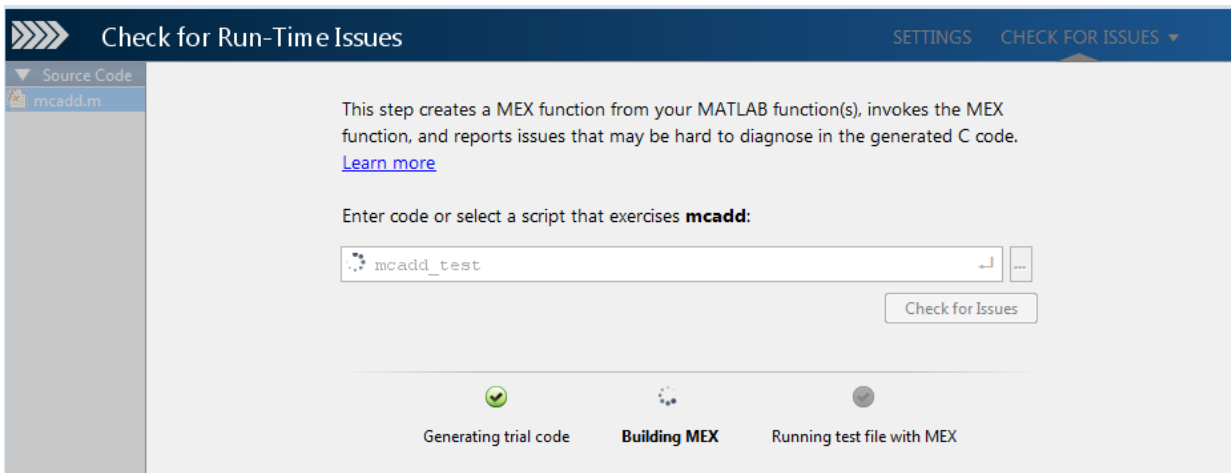 Check for Run-Time Issues
SETTINGS
CHECK FOR ISSUES
Source Code
mcadd.m
This step creates a MEX function from your MATLAB function(s), invokes the MEX
function, and reports issues that may be hard to diagnose in the generated C code.
Learn more
Enter code or select a script that exercises mcadd:
mcadd_test
...
Check for Issues
Generating trial code
Building MEX
Running test file with MEX